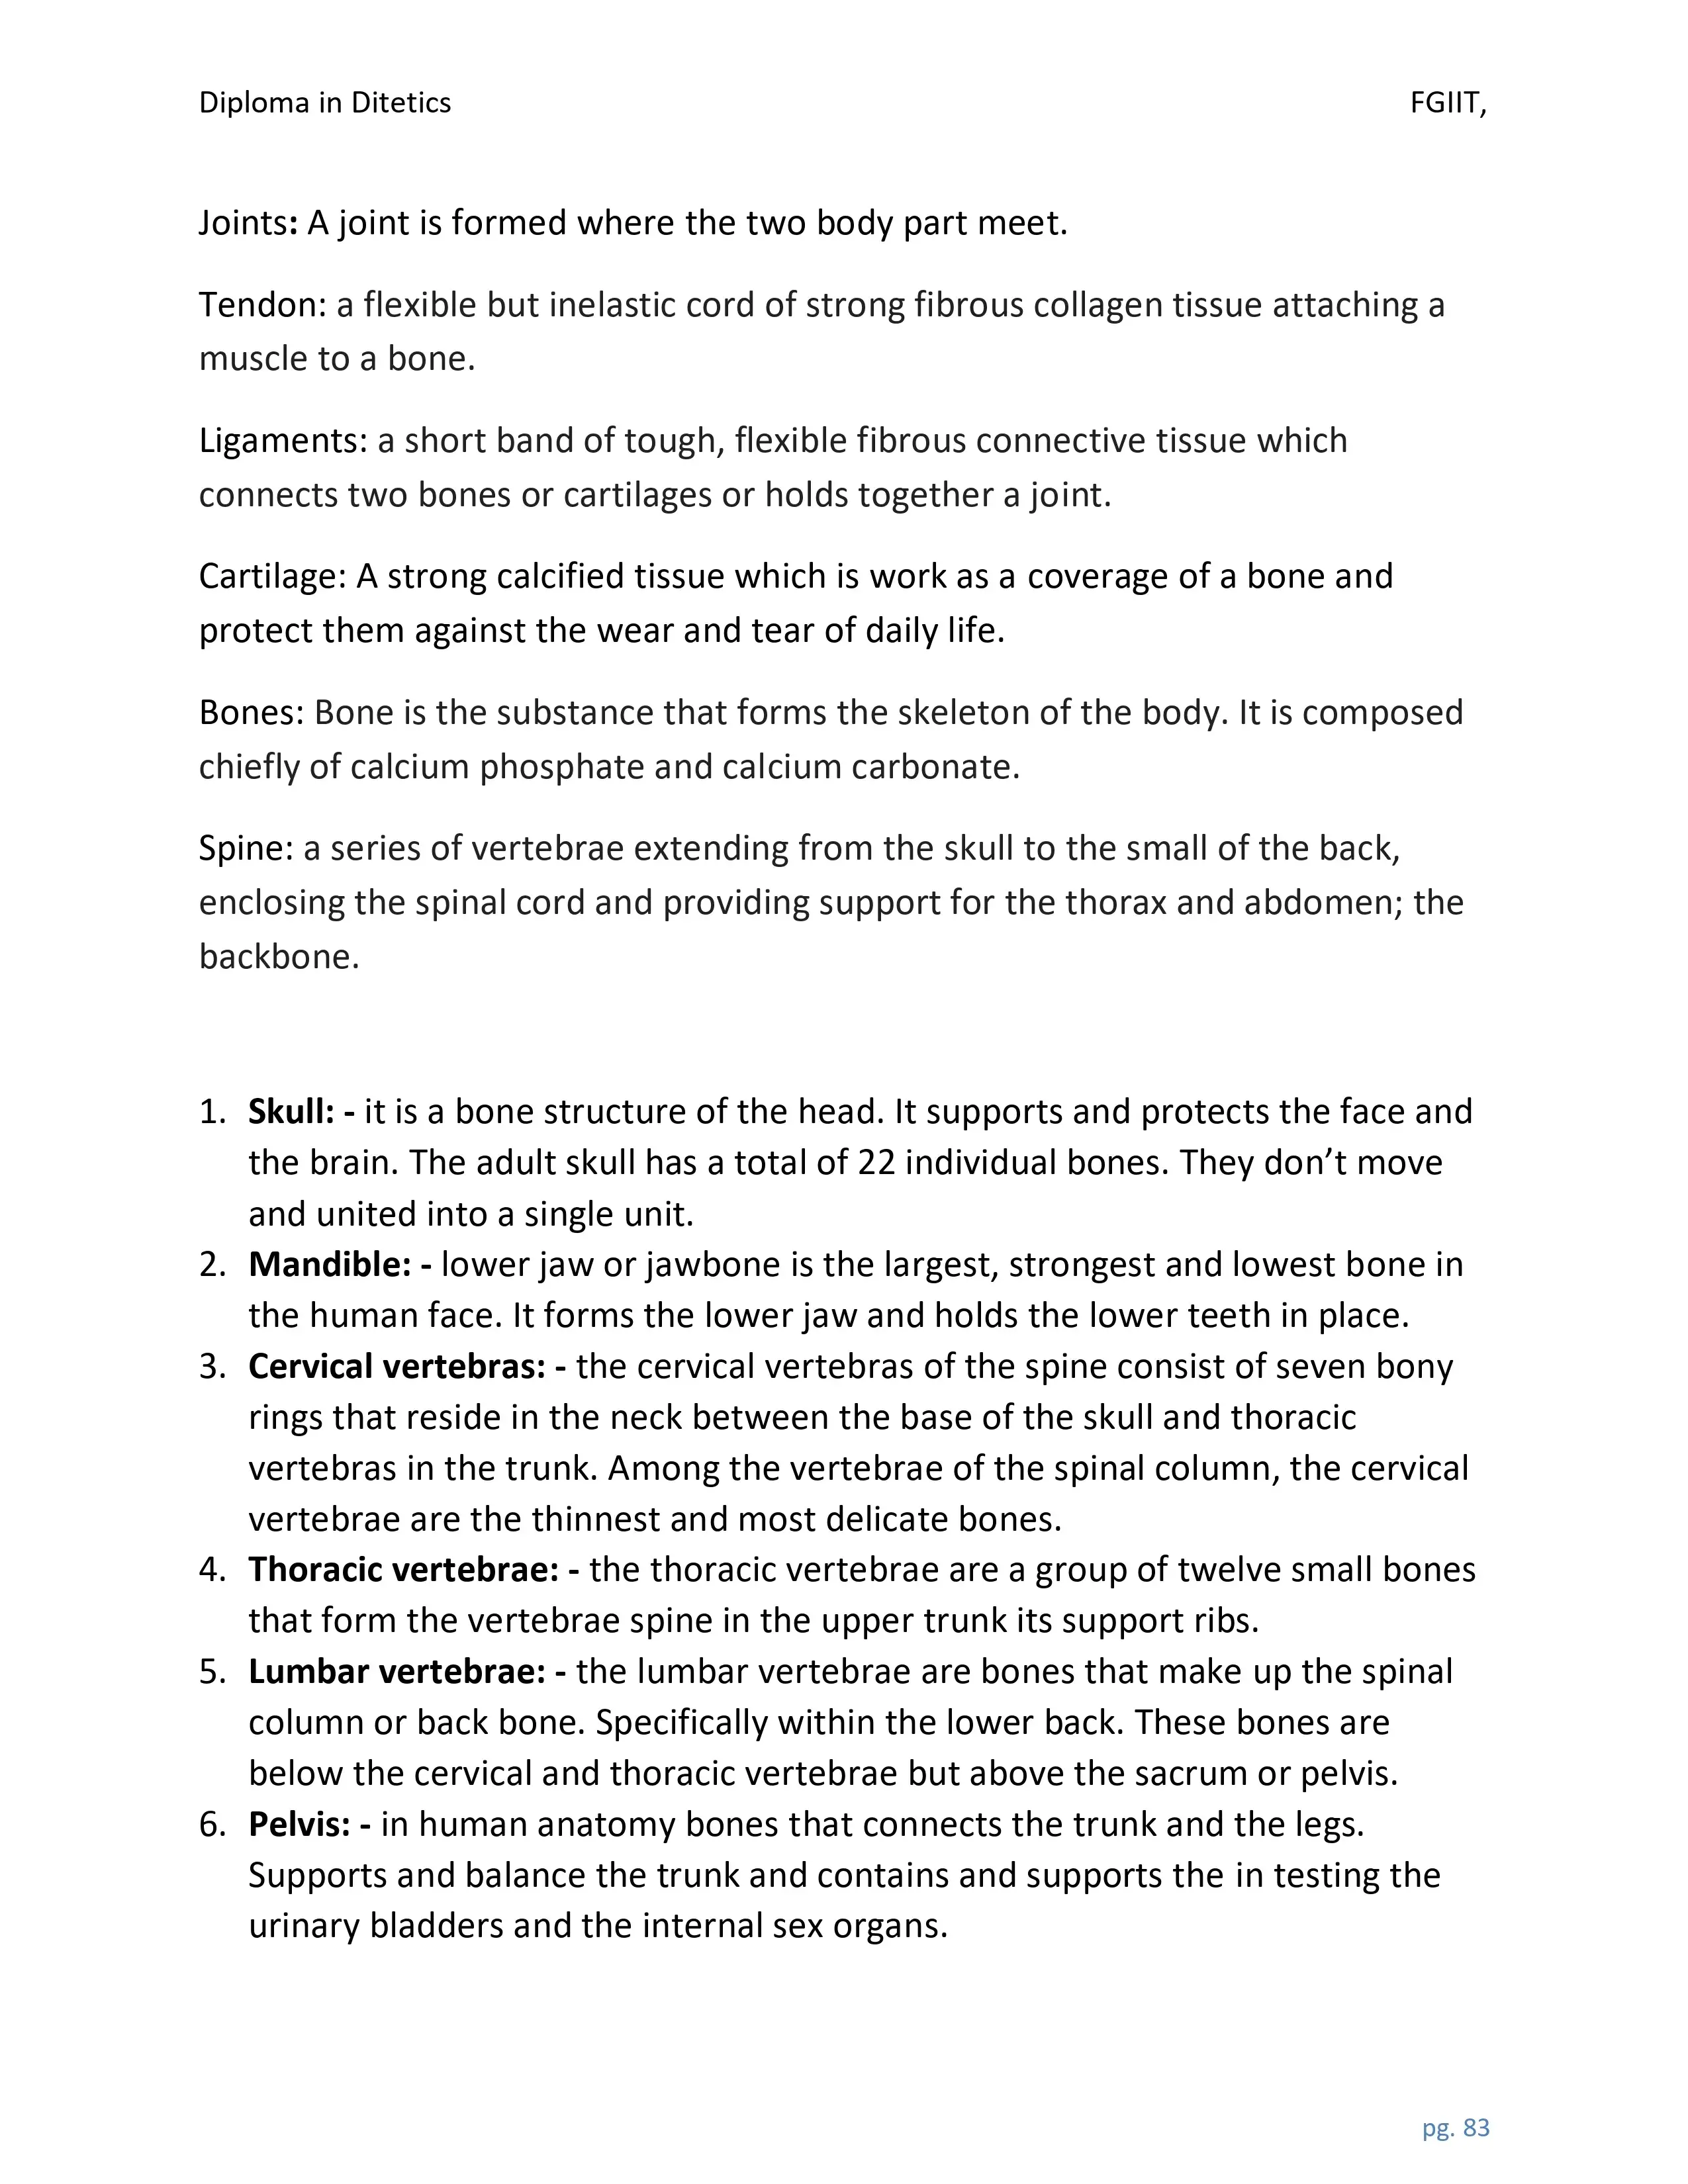 Diploma in Ditetics FGIIT,
Joints: A joint is formed where the two body part meet.
Tendon: a flexible but inelastic cord of strong fibrous collagen tissue attaching a
muscle to a bone.
Ligaments: a short band of tough, flexible fibrous connective tissue which
connects two bones or cartilages or holds together a joint.
Cartilage: A strong calcified tissue which is work as a coverage of a bone and
protect them against the wear and tear of daily life.
Bones: Bone is the substance that forms the skeleton of the body. It is composed
chiefly of calcium phosphate and calcium carbonate.
Spine: a series of vertebrae extending from the skull to the small of the back,
enclosing the spinal cord and providing support for the thorax and abdomen; the
backbone.
1. Skull: - it is a bone structure of the head. It supports and protects the face and
the brain. The adult skull has a total of 22 individual bones. They don’t move
and united into a single unit.
2. Mandible: - lower jaw or jawbone is the largest, strongest and lowest bone in
the human face. It forms the lower jaw and holds the lower teeth in place.
3. Cervical vertebras: - the cervical vertebras of the spine consist of seven bony
rings that reside in the neck between the base of the skull and thoracic
vertebras in the trunk. Among the vertebrae of the spinal column, the cervical
vertebrae are the thinnest and most delicate bones.
4. Thoracic vertebrae: - the thoracic vertebrae are a group of twelve small bones
that form the vertebrae spine in the upper trunk its support ribs.
5. Lumbar vertebrae: - the lumbar vertebrae are bones that make up the spinal
column or back bone. Specifically within the lower back. These bones are
below the cervical and thoracic vertebrae but above the sacrum or pelvis.
6. Pelvis: - in human anatomy bones that connects the trunk and the legs.
Supports and balance the trunk and contains and supports the in testing the
urinary bladders and the internal sex organs.
pg. 83